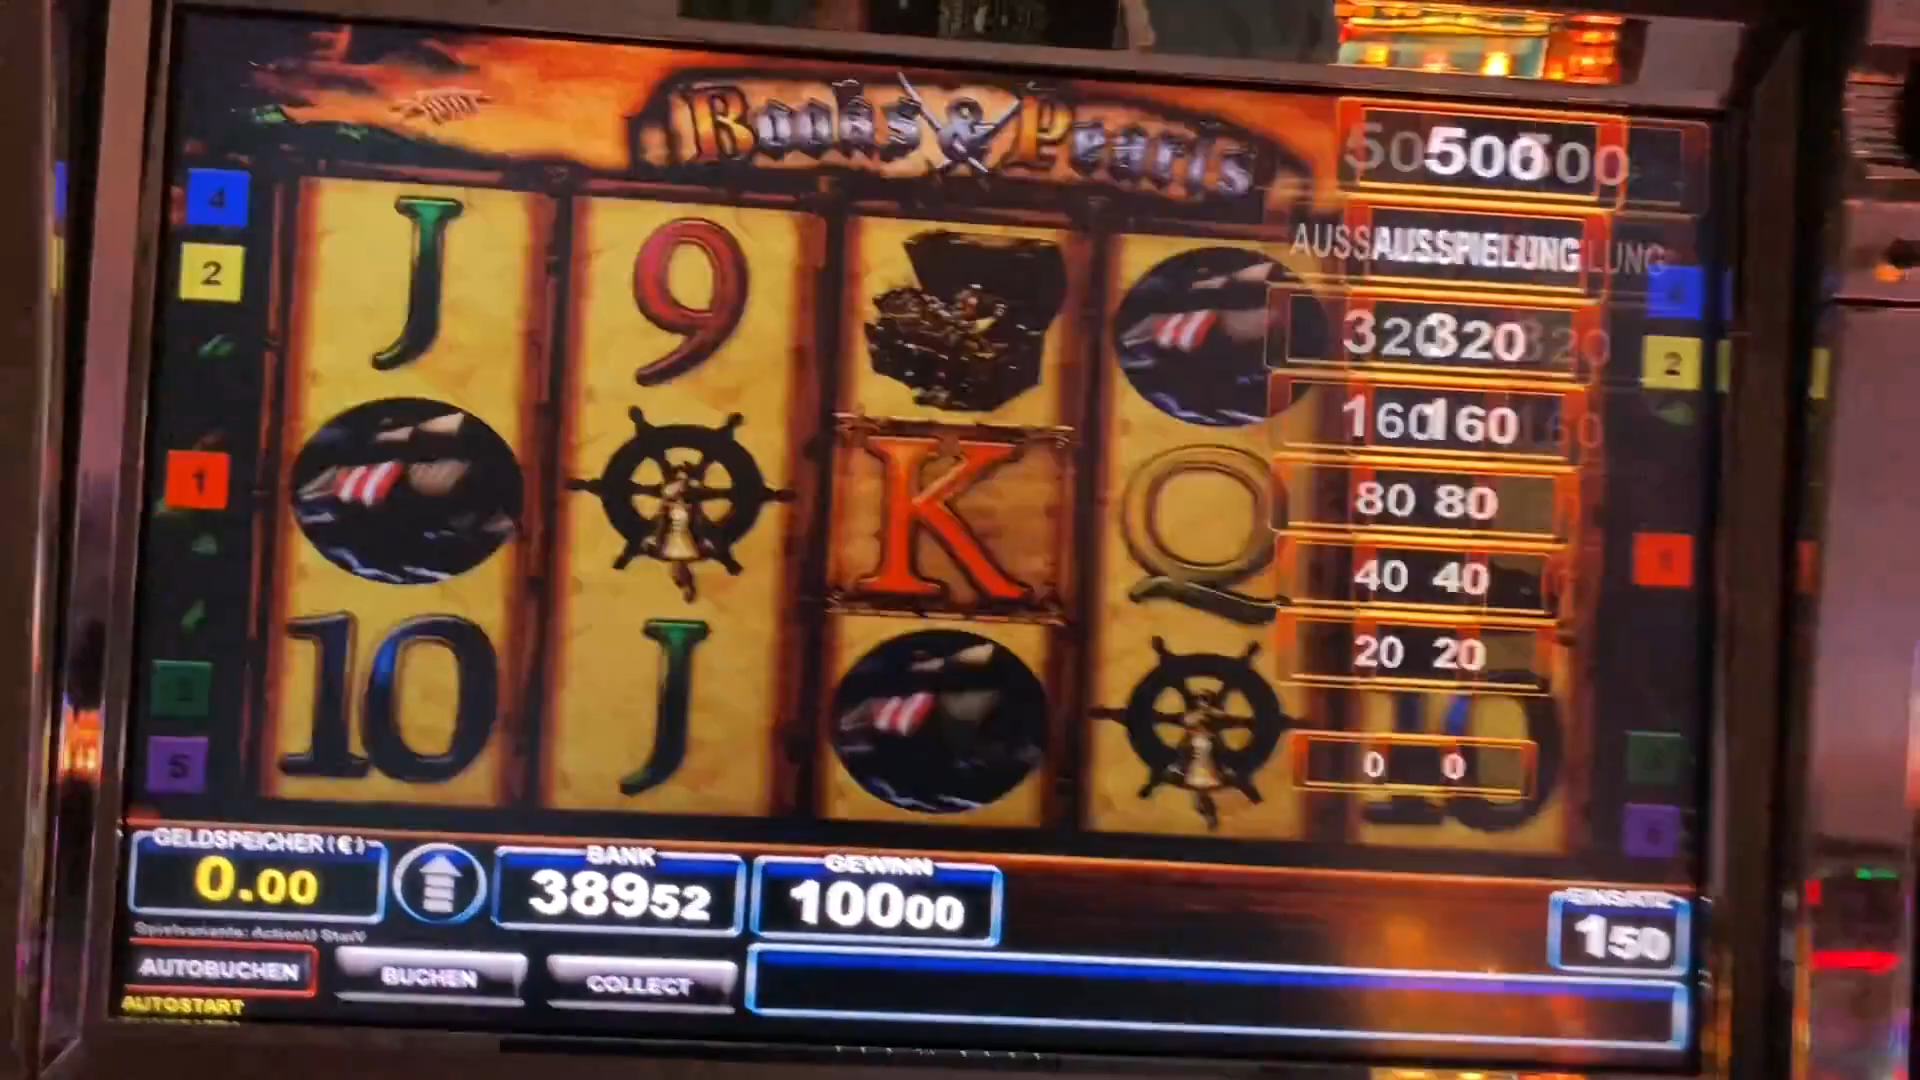 Books & Pearls
500
AUSSPIELUNG
320
160
80 80
40 40
20 20
0 0
4
2
1
5
2
J
9
K
Q
10
J
GELDSPEICHER (€)
0.00
BANK
38952
GEWINN
10000
EINSATZ
150
AUTOBUCHEN
BUCHEN
COLLECT
AUTOSTART